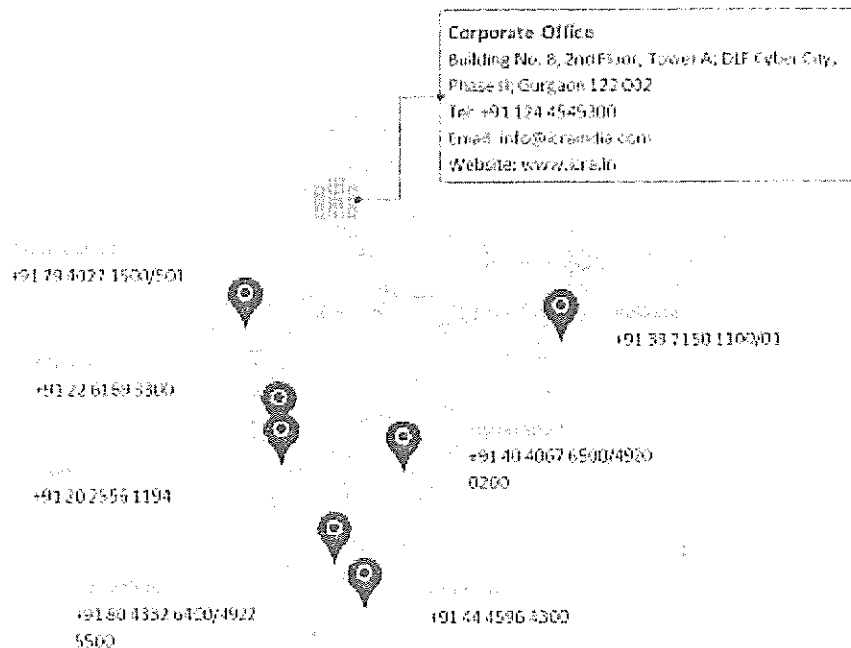 Corporate Office
Building No. 8, 2nd Floor, Tower A; DLF Cyber City,
Phase II; Gurgaon 122 002
Tel: +91 124 4545300
Email: info@icraindia.com
Website: www.icra.in
+91 79 4027 1500/501
Kolkata
+91 33 7150 1100/01
+91 22 6169 3300
Hyderabad
+91 40 4067 6500/4920
0200
+91 20 2556 1194
+91 80 4332 6400/4922
5500
+91 44 4596 4300